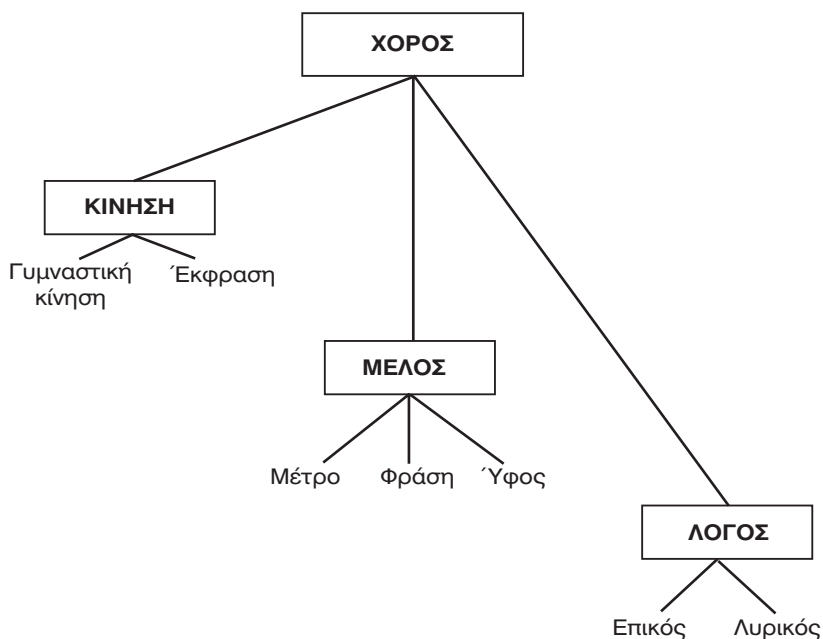 ΧΟΡΟΣ
ΚΙΝΗΣΗ
Γυμναστική
κίνηση
Έκφραση
ΜΕΛΟΣ
Μέτρο
Φράση
Ύφος
ΛΟΓΟΣ
Επικός
Λυρικός